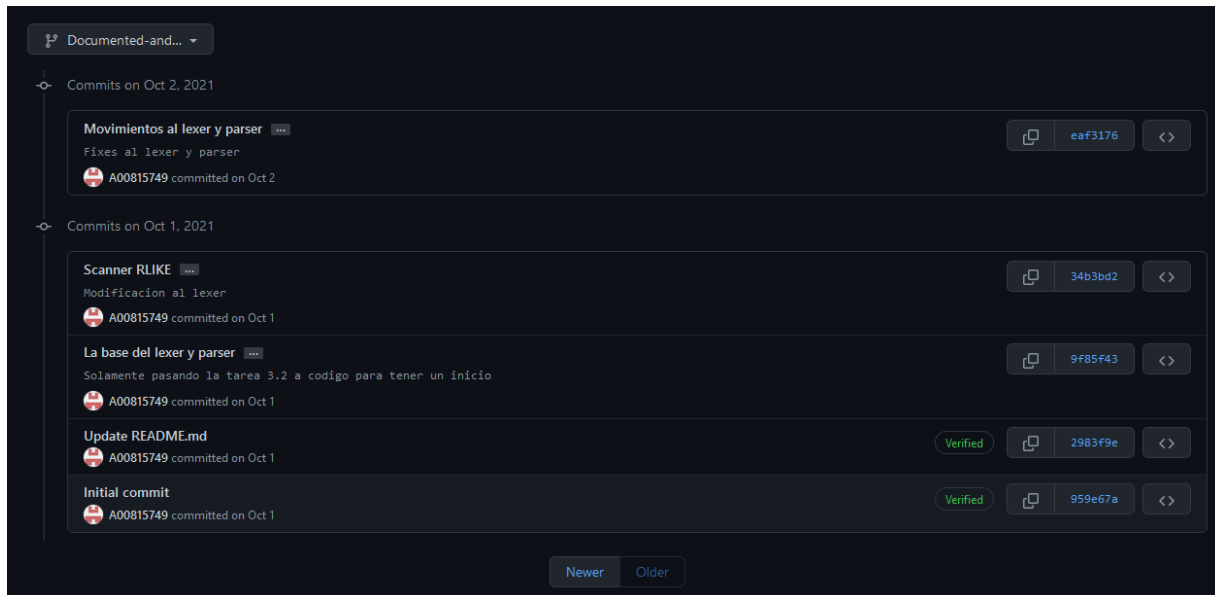 Documented-and...
Commits on Oct 2, 2021
Movimientos al lexer y parser ...
eaf3176
Fixes al lexer y parser
A00815749 committed on Oct 2
Commits on Oct 1, 2021
Scanner RLIKE ...
34b3bd2
Modificacion al lexer
A00815749 committed on Oct 1
La base del lexer y parser ...
9f85f43
Solamente pasando la tarea 3.2 a codigo para tener un inicio
A00815749 committed on Oct 1
Update README.md
Verified 2983f9e
A00815749 committed on Oct 1
Initial commit
Verified 959e67a
A00815749 committed on Oct 1
Newer Older